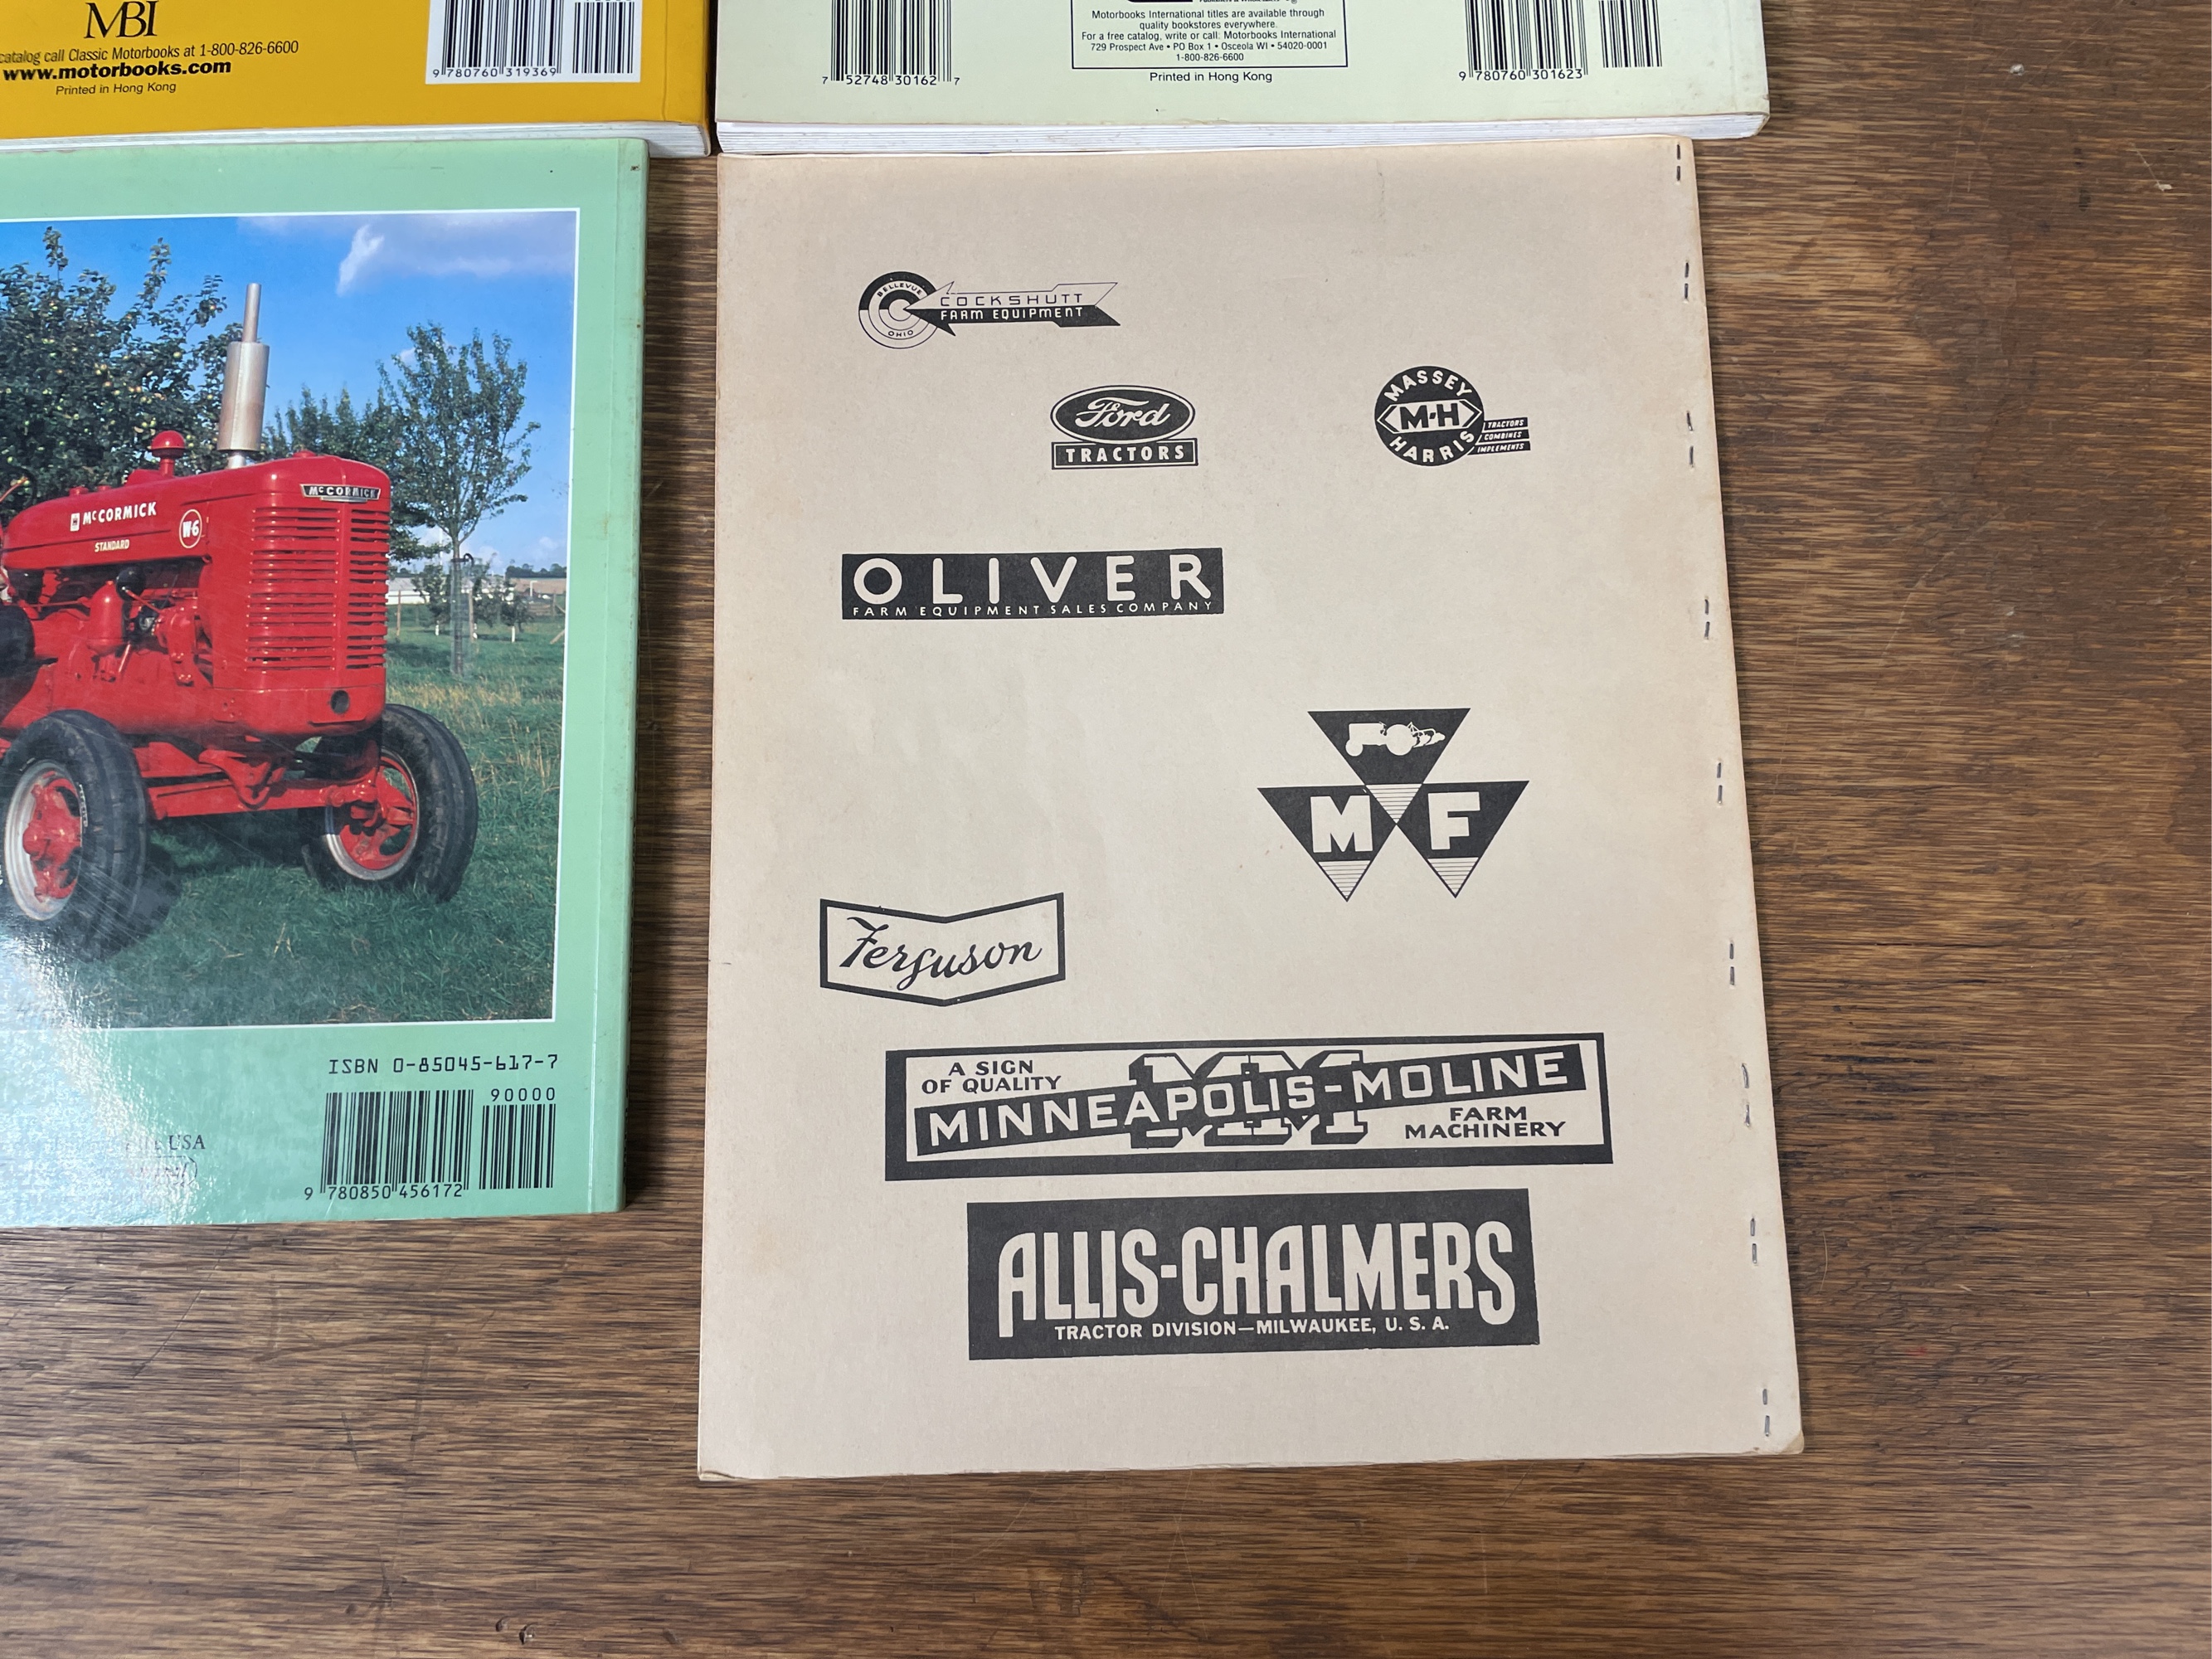 MBI
catalog call Classic Motorbooks at 1-800-826-6600
www.motorbooks.com
Printed in Hong Kong
9 780760 319369
7 52748 30162 7
Motorbooks International titles are available through
quality bookstores everywhere.
For a free catalog, write or call: Motorbooks International
729 Prospect Ave • PO Box 1 • Osceola WI • 54020-0001
1-800-826-6600
Printed in Hong Kong
9 780760 301623
McCORMICK
McCORMICK
STANDARD
W-6
ISBN 0-85045-617-7
90000
USA
9 780850 456172
BELLEVUE
C
OHIO
COCKSHUTT
FARM EQUIPMENT
Ford
TRACTORS
MASSEY
M-H
HARRIS
TRACTORS
COMBINES
IMPLEMENTS
OLIVER
FARM EQUIPMENT SALES COMPANY
M F
Ferguson
A SIGN
OF QUALITY
MM
MINNEAPOLIS-MOLINE
FARM
MACHINERY
ALLIS-CHALMERS
TRACTOR DIVISION—MILWAUKEE, U. S. A.